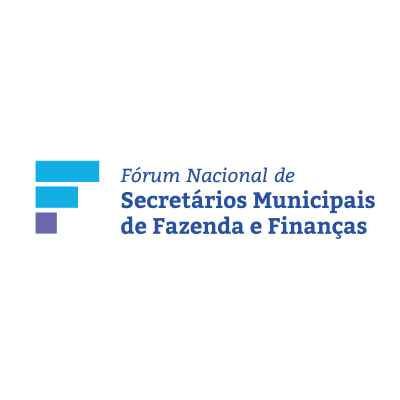 Fórum Nacional de
Secretários Municipais
de Fazenda e Finanças